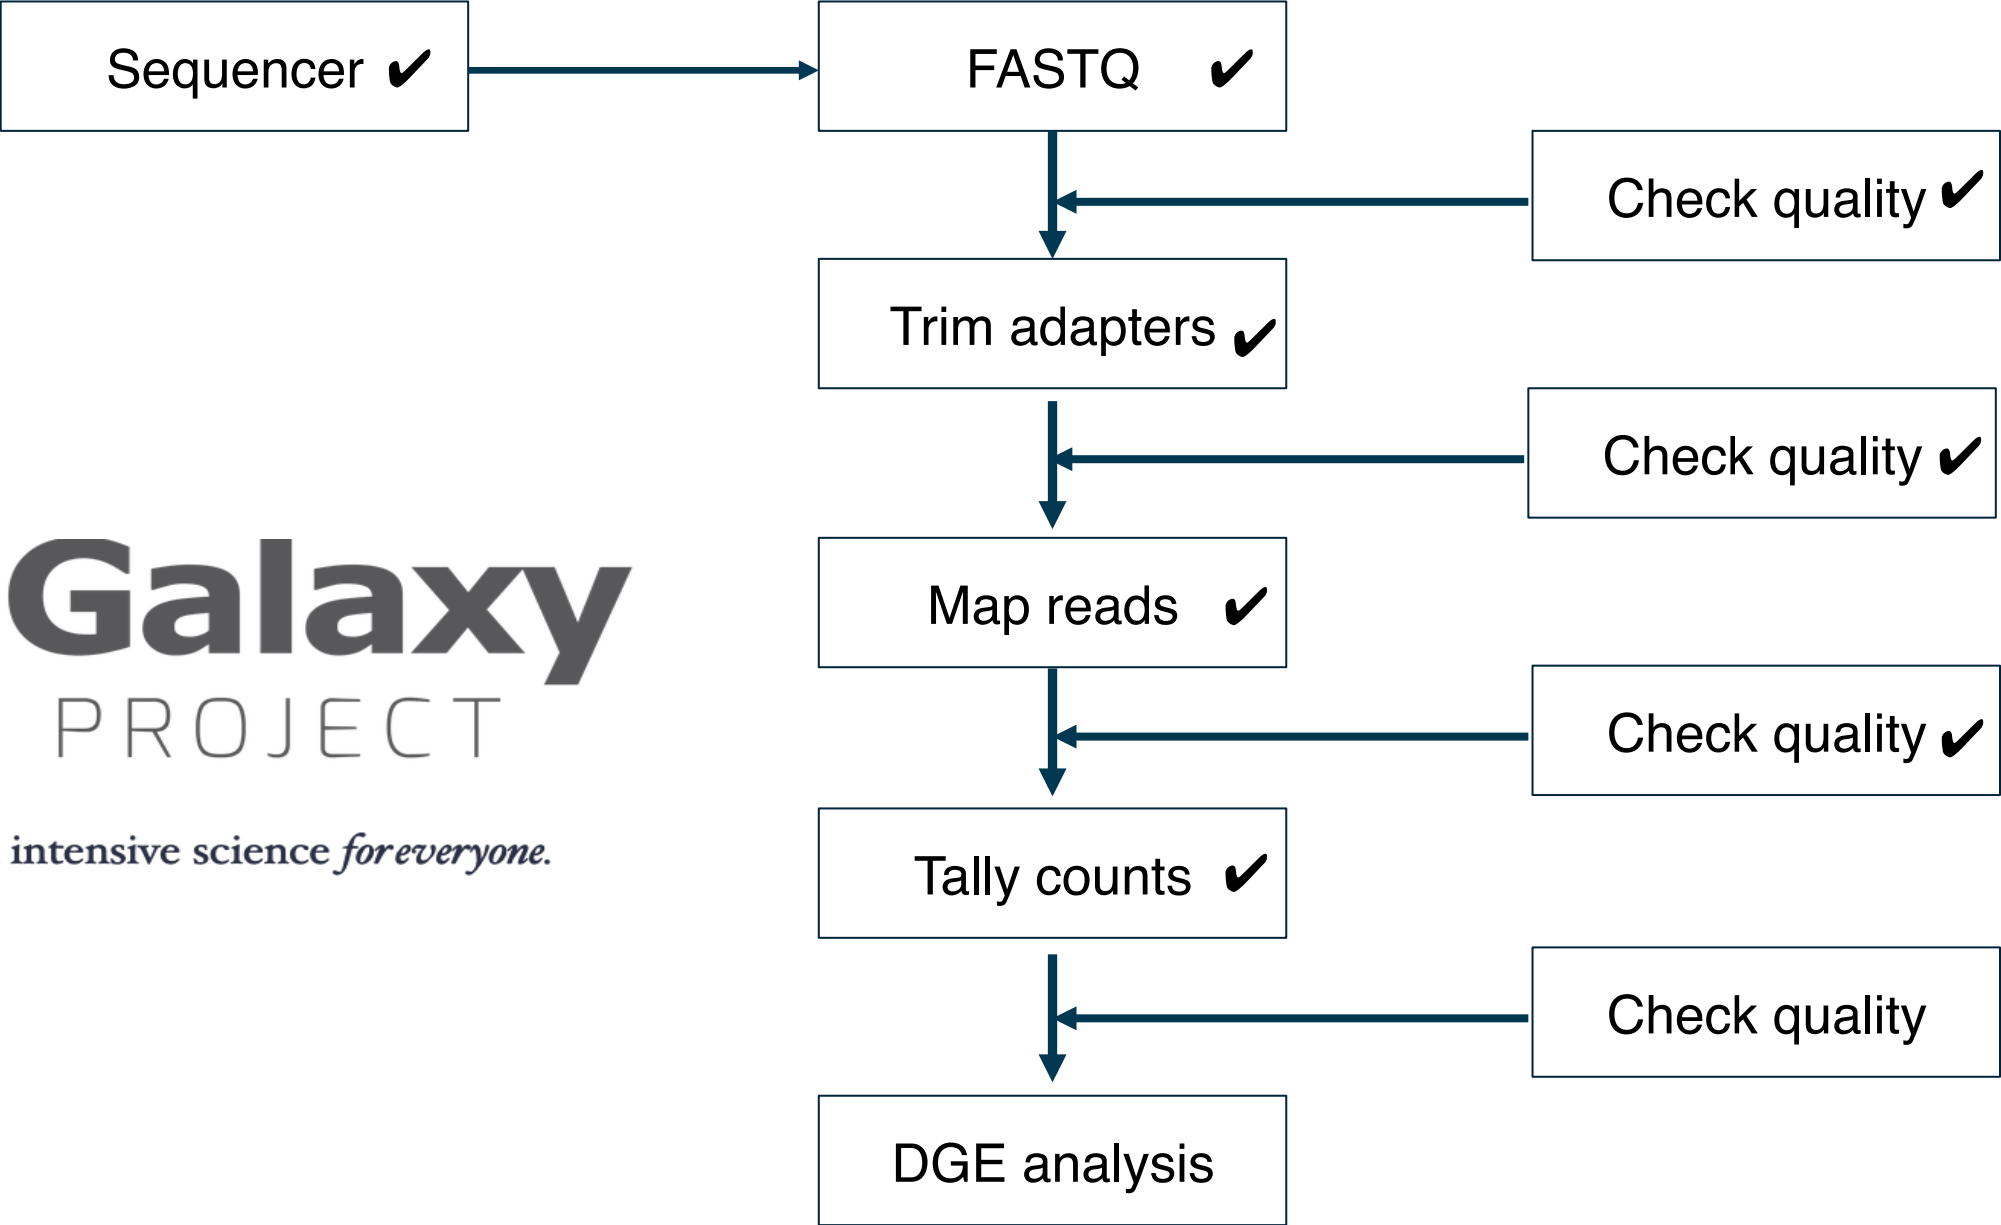 Sequencer ✔
FASTQ ✔
Check quality ✔
Trim adapters ✔
Check quality ✔
Map reads ✔
Galaxy
PROJECT
Check quality ✔
intensive science for everyone.
Tally counts ✔
Check quality
DGE analysis